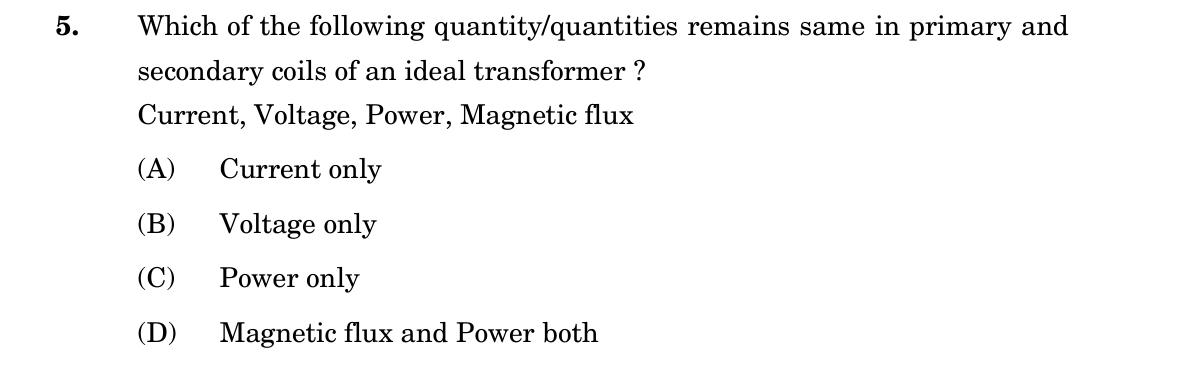 5. Which of the following quantity/quantities remains same in primary and
secondary coils of an ideal transformer ?
Current, Voltage, Power, Magnetic flux
(A) Current only
(B) Voltage only
(C) Power only
(D) Magnetic flux and Power both